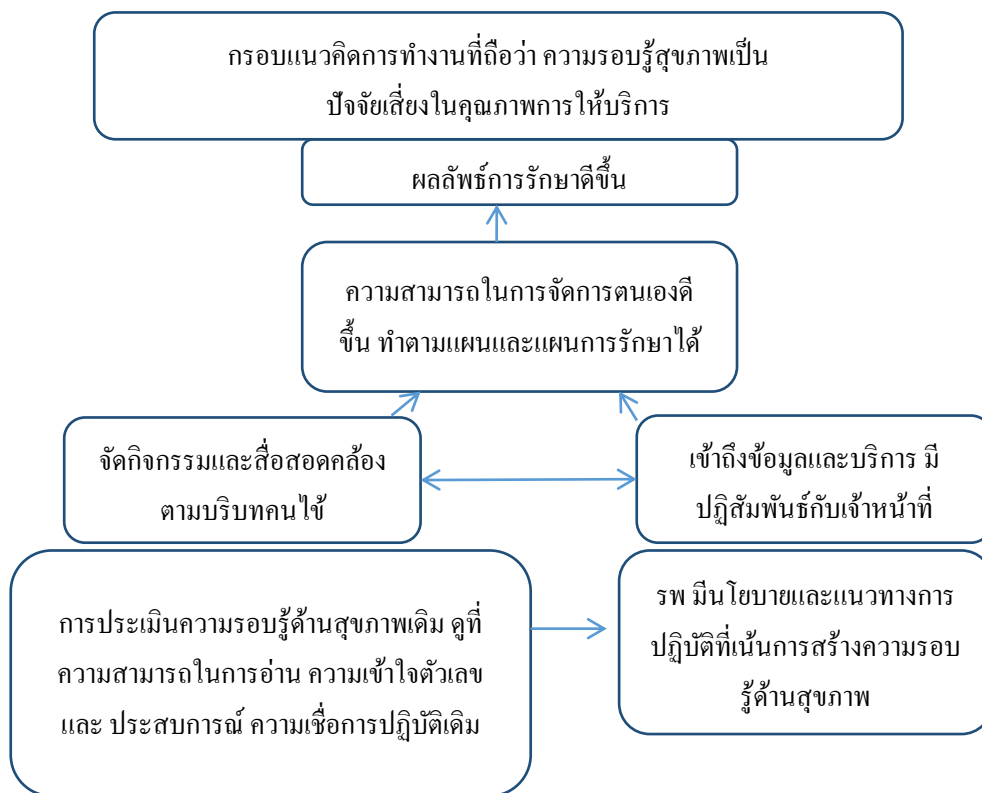 กรอบแนวคิดการทำงานที่ถือว่า ความรอบรู้สุขภาพเป็น
ปัจจัยเสี่ยงในคุณภาพการให้บริการ
ผลลัพธ์การรักษาดีขึ้น
ความสามารถในการจัดการตนเองดี
ขึ้น ทำตามแผนและแผนการรักษาได้
จัดกิจกรรมและสื่อสอดคล้อง
ตามบริบทคนไข้
เข้าถึงข้อมูลและบริการ มี
ปฏิสัมพันธ์กับเจ้าหน้าที่
การประเมินความรอบรู้ด้านสุขภาพเดิม ดูที่
ความสามารถในการอ่าน ความเข้าใจตัวเลข
และ ประสบการณ์ ความเชื่อการปฏิบัติเดิม
รพ มีนโยบายและแนวทางการ
ปฏิบัติที่เน้นการสร้างความรอบ
รู้ด้านสุขภาพ